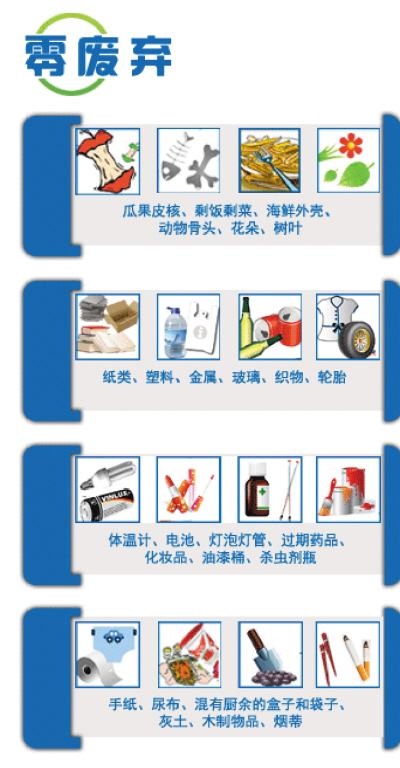 零废弃
瓜果皮核、剩饭剩菜、海鲜外壳、
动物骨头、花朵、树叶
纸类、塑料、金属、玻璃、织物、轮胎
VINLUX
体温计、电池、灯泡灯管、过期药品、
化妆品、油漆桶、杀虫剂瓶
手纸、尿布、混有厨余的盒子和袋子、
灰土、木制物品、烟蒂